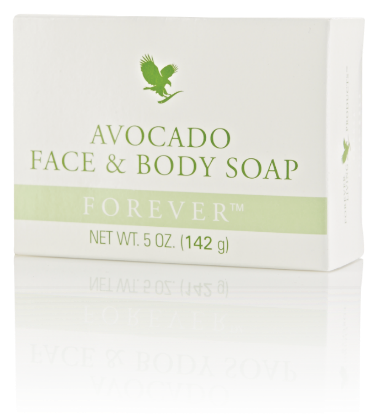 AVOCADO
FACE & BODY SOAP
FOREVER™
NET WT. 5 OZ. (142 g)